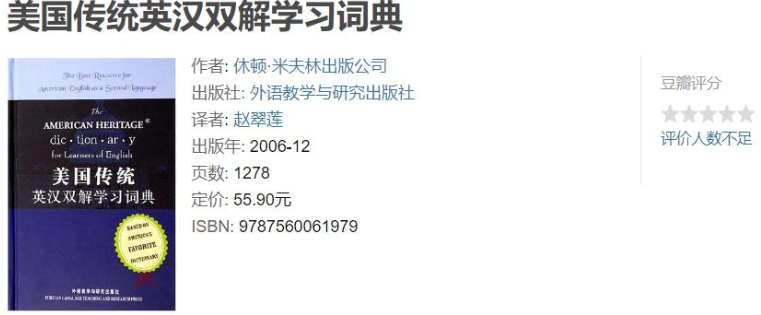 美国传统英汉双解学习词典
The Best Resource for
American English as a Second Language
The
AMERICAN HERITAGE®
dic·tion·ar·y
for Learners of English
美国传统
英汉双解学习词典
BASED ON
AMERICA'S
FAVORITE
DICTIONARY
外语教学与研究出版社
FOREIGN LANGUAGE TEACHING AND RESEARCH PRESS
作者: 休顿·米夫林出版公司
出版社: 外语教学与研究出版社
译者: 赵翠莲
出版年: 2006-12
页数: 1278
定价: 55.90元
ISBN: 9787560061979
豆瓣评分
评价人数不足